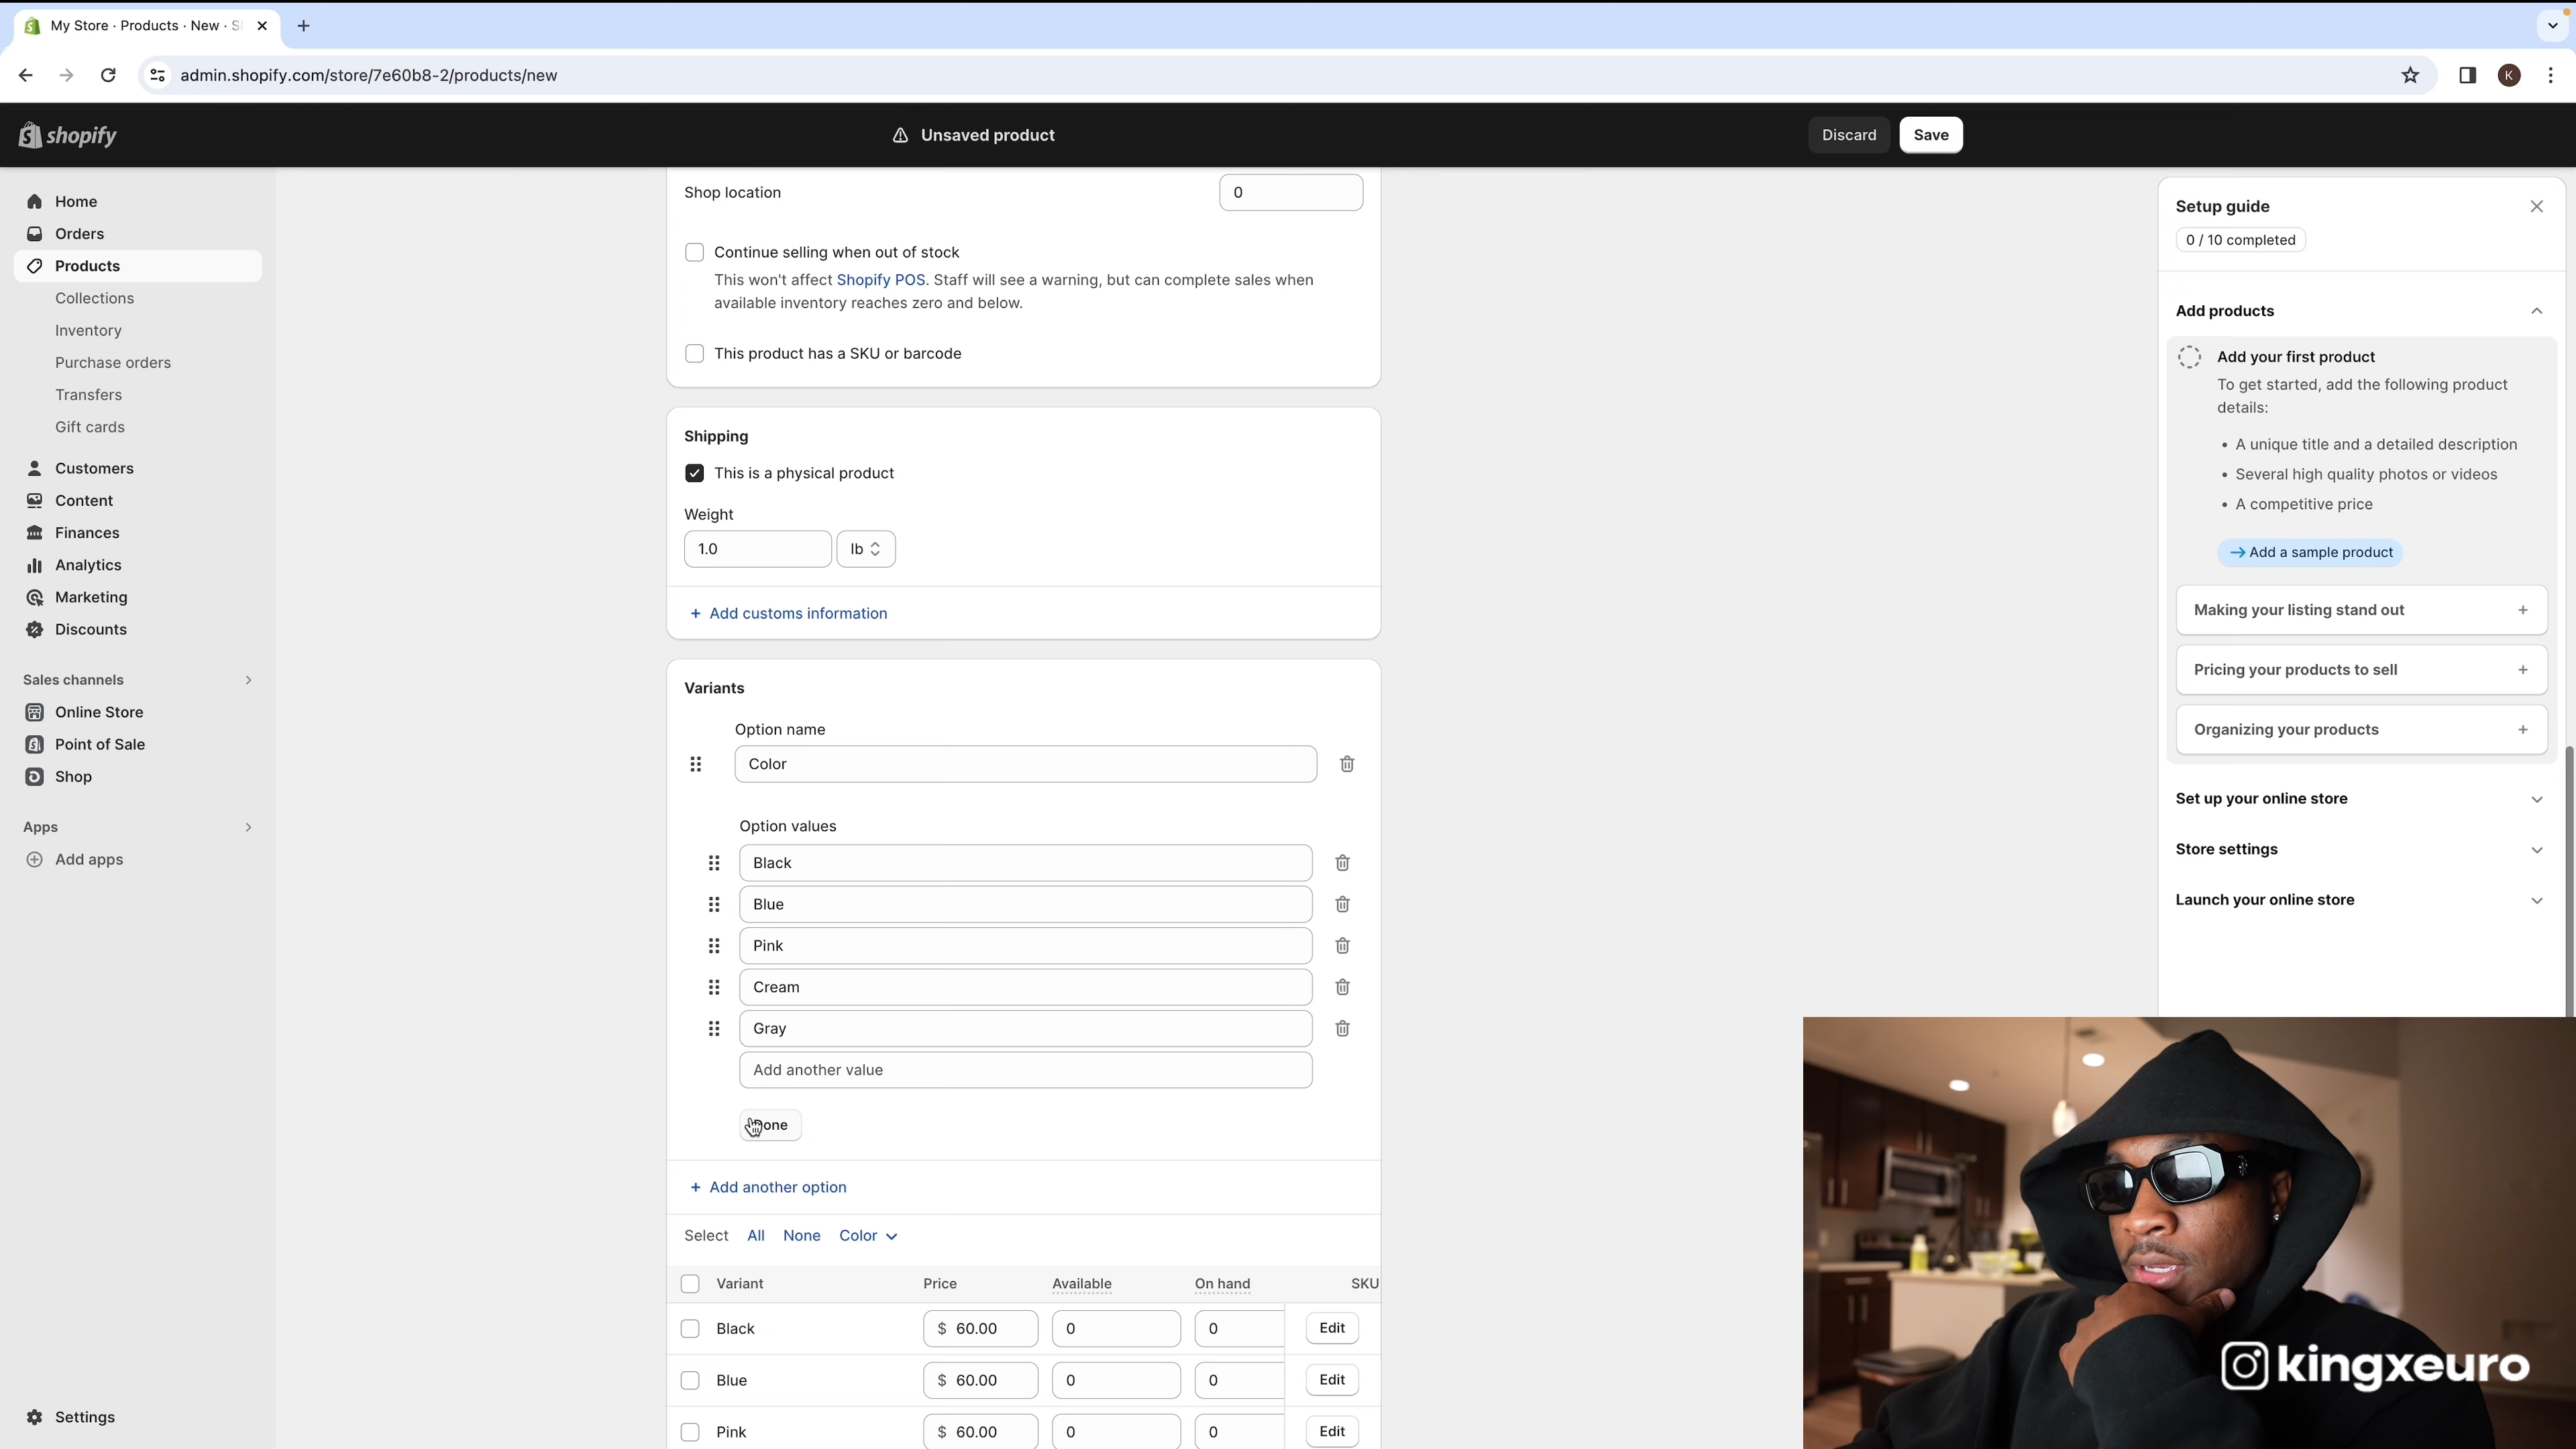 My Store · Products · New · S
admin.shopify.com/store/7e60b8-2/products/new
K
shopify
Unsaved product
Discard
Save
Home
Orders
Products
Collections
Inventory
Purchase orders
Transfers
Gift cards
Customers
Content
Finances
Analytics
Marketing
Discounts
Sales channels
Online Store
Point of Sale
Shop
Apps
Add apps
Settings
Shop location
0
Continue selling when out of stock
This won't affect Shopify POS. Staff will see a warning, but can complete sales when
available inventory reaches zero and below.
This product has a SKU or barcode
Shipping
This is a physical product
Weight
1.0
lb
+ Add customs information
Variants
Option name
Color
Option values
Black
Blue
Pink
Cream
Gray
Add another value
one
+ Add another option
Select All None Color
Variant Price Available On hand SKU
Black $ 60.00 0 0 Edit
Blue $ 60.00 0 0 Edit
Pink $ 60.00 0 0 Edit
Setup guide
0 / 10 completed
Add products
Add your first product
To get started, add the following product
details:
• A unique title and a detailed description
• Several high quality photos or videos
• A competitive price
→ Add a sample product
Making your listing stand out +
Pricing your products to sell +
Organizing your products +
Set up your online store
Store settings
Launch your online store
kingxeuro